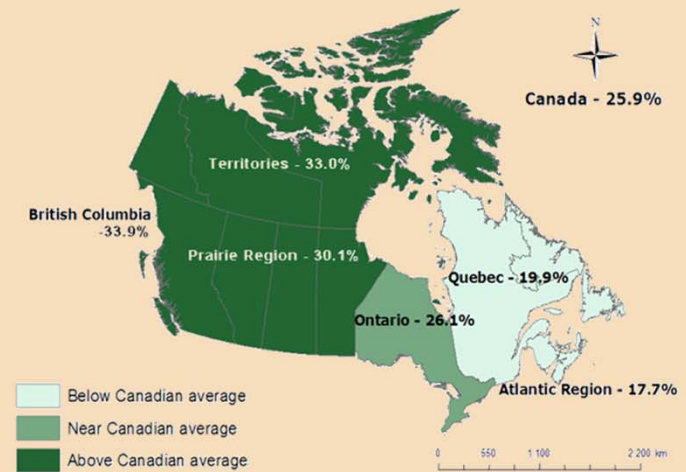 N
Canada - 25.9%
Territories - 33.0%
British Columbia
-33.9%
Prairie Region - 30.1%
Quebec - 19.9%
Ontario - 26.1%
Atlantic Region - 17.7%
Below Canadian average
Near Canadian average
Above Canadian average
0 550 1 100 2 200 km